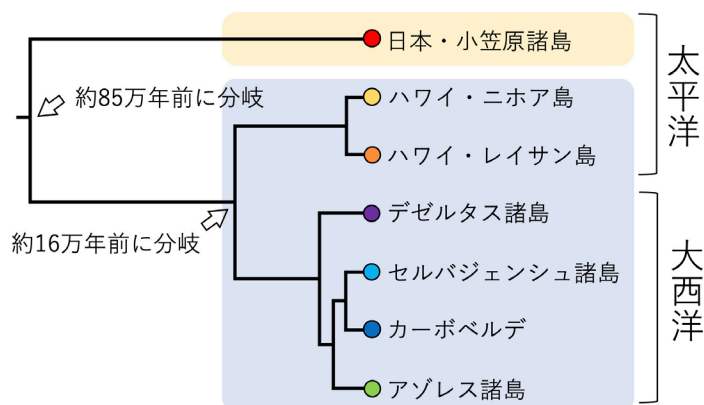 日本・小笠原諸島
約85万年前に分岐
ハワイ・ニホア島
ハワイ・レイサン島
太平洋
デゼルタス諸島
約16万年前に分岐
セルバジェンシュ諸島
カーボベルデ
アゾレス諸島
大西洋